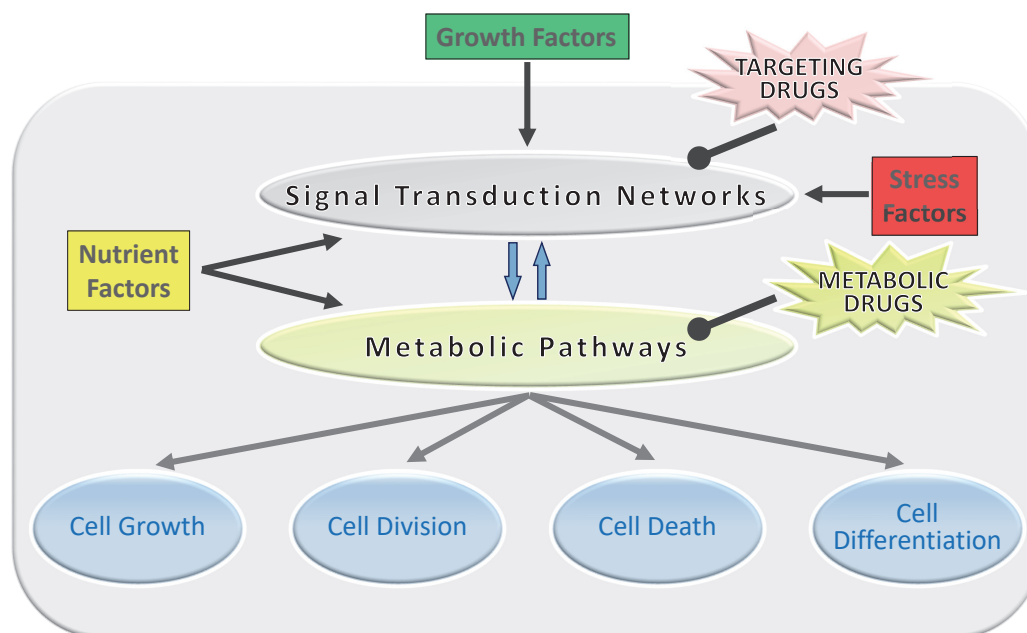 Growth Factors
TARGETING
DRUGS
Signal Transduction Networks
Stress
Factors
Nutrient
Factors
METABOLIC
DRUGS
Metabolic Pathways
Cell Growth
Cell Division
Cell Death
Cell
Differentiation